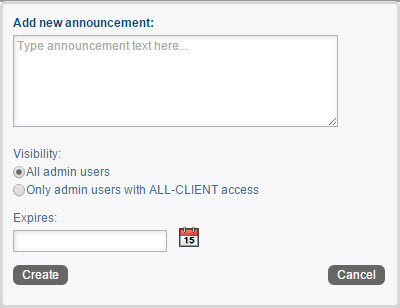 Add new announcement:
Type announcement text here...
Visibility:
All admin users
Only admin users with ALL-CLIENT access
Expires:
15
Create Cancel